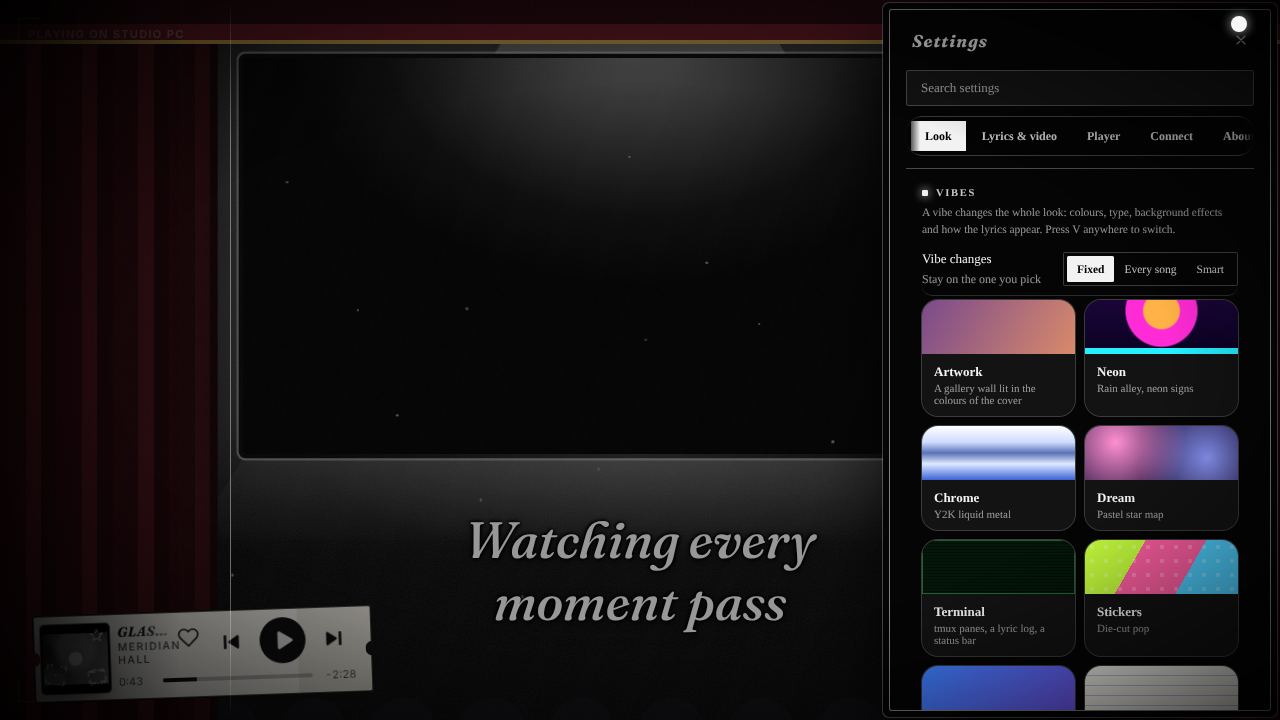 PLAYING ON STUDIO PC
Settings
Search settings
Look
Lyrics & video
Player
Connect
VIBES
A vibe changes the whole look: colours, type, background effects
and how the lyrics appear. Press V anywhere to switch.
Vibe changes
Stay on the one you pick
Fixed
Every song
Smart
Artwork
A gallery wall lit in the
colours of the cover
Neon
Rain alley, neon signs
Chrome
Y2K liquid metal
Dream
Pastel star map
Terminal
tmux panes, a lyric log, a
status bar
Stickers
Die-cut pop
Watching every
moment pass
GLAS...
MERIDIAN
HALL
0:43
-2:28